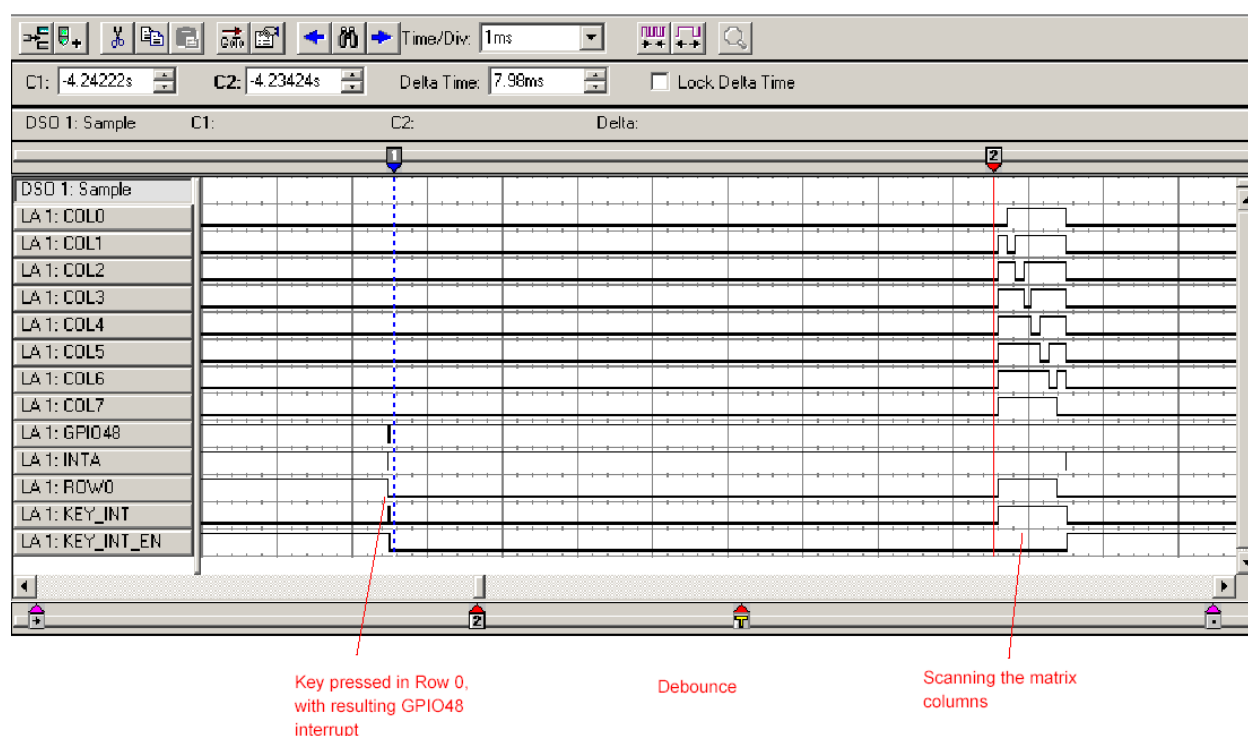 Goto
Time/Div: 1ms
C1: -4.24222s C2: -4.23424s Delta Time: 7.98ms Lock Delta Time
DSO 1: Sample C1: C2: Delta:
1 2
DSO 1: Sample
LA 1: COL0
LA 1: COL1
LA 1: COL2
LA 1: COL3
LA 1: COL4
LA 1: COL5
LA 1: COL6
LA 1: COL7
LA 1: GPIO48
LA 1: INTA
LA 1: ROW0
LA 1: KEY_INT
LA 1: KEY_INT_EN
2 T
Key pressed in Row 0,
with resulting GPIO48
interrupt
Debounce
Scanning the matrix
columns